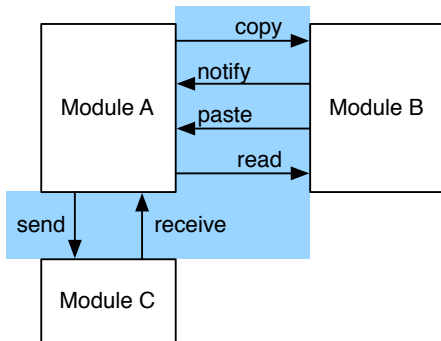 copy
notify
Module A
Module B
paste
read
send
receive
Module C